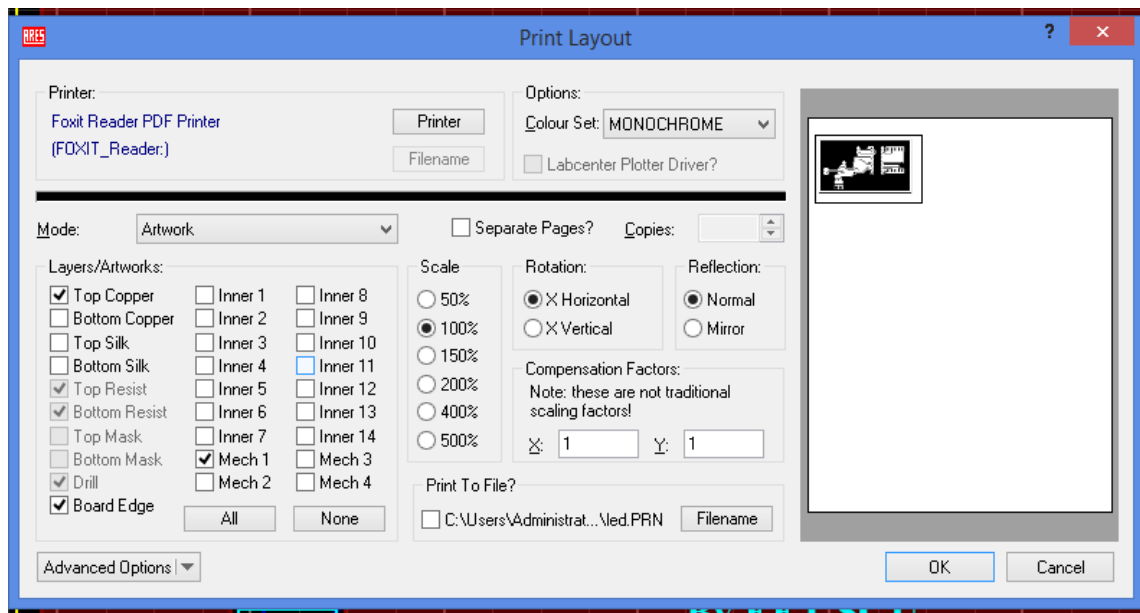 ARES Print Layout ? ×
Printer:
Foxit Reader PDF Printer
(FOXIT_Reader:)
Printer
Filename
Options:
Colour Set: MONOCHROME
Labcenter Plotter Driver?
Mode: Artwork
Separate Pages? Copies:
Layers/Artworks:
Top Copper Inner 1 Inner 8
Bottom Copper Inner 2 Inner 9
Top Silk Inner 3 Inner 10
Bottom Silk Inner 4 Inner 11
Top Resist Inner 5 Inner 12
Bottom Resist Inner 6 Inner 13
Top Mask Inner 7 Inner 14
Bottom Mask Mech 1 Mech 3
Drill Mech 2 Mech 4
Board Edge
All None
Scale
50%
100%
150%
200%
400%
500%
Rotation:
X Horizontal
X Vertical
Reflection:
Normal
Mirror
Compensation Factors:
Note: these are not traditional
scaling factors!
X: 1 Y: 1
Print To File?
C:\Users\Administrat...\led.PRN Filename
Advanced Options
OK Cancel